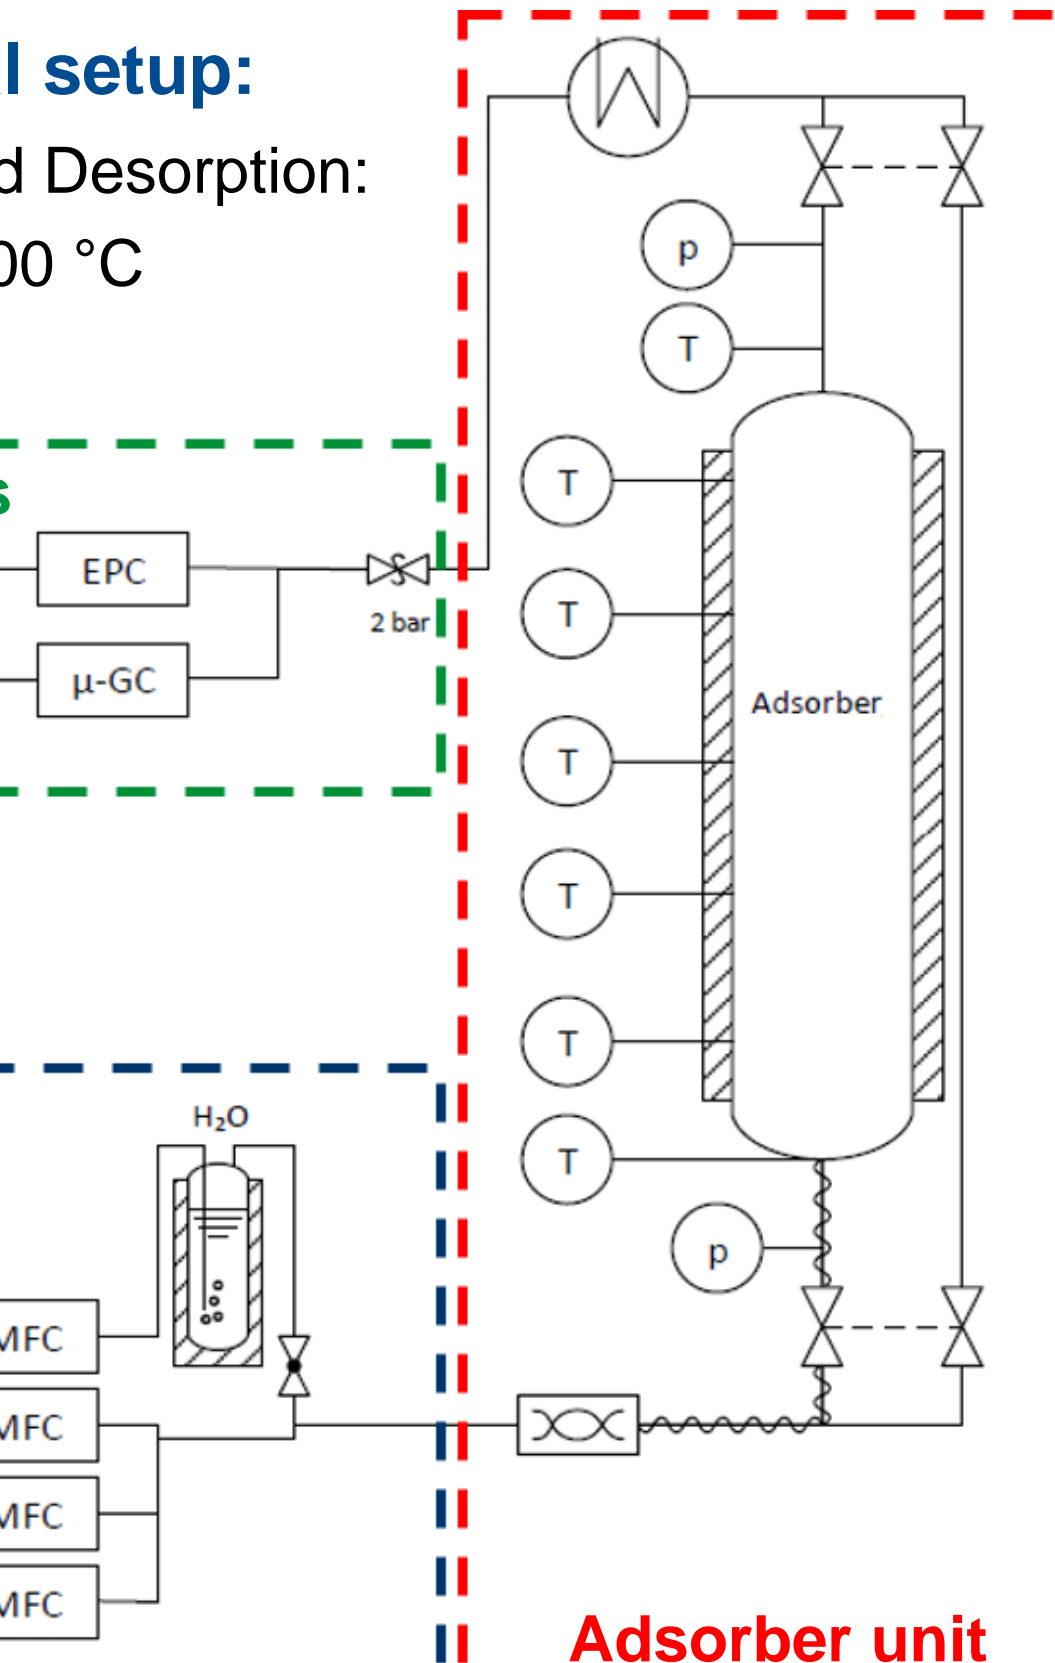 l setup:
d Desorption:
00 °C
p
T
s
T
EPC
T
2 bar
µ-GC
Adsorber
T
T
T
H₂O
T
p
MFC
MFC
MFC
MFC
Adsorber unit